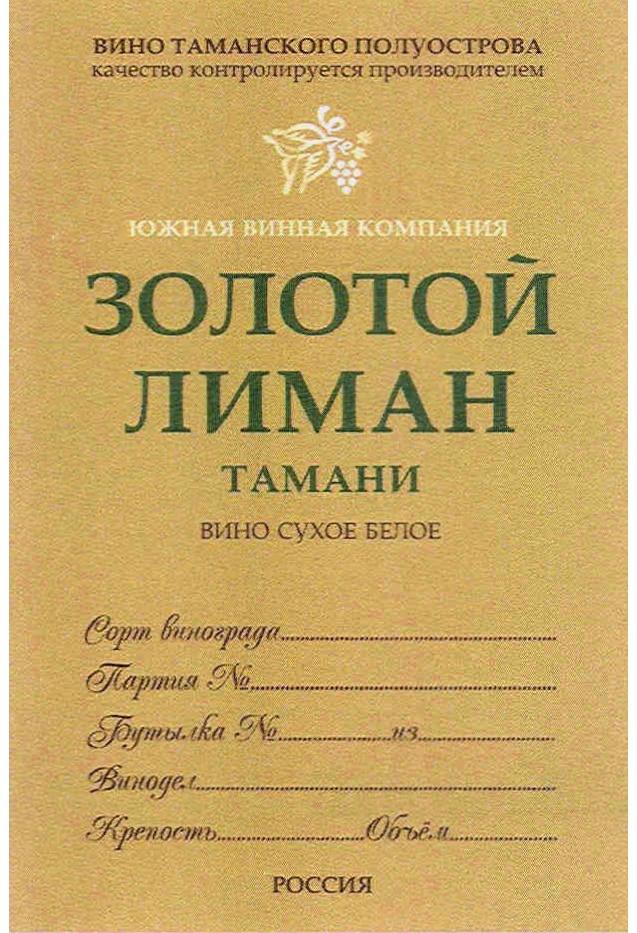 ВИНО ТАМАНСКОГО ПОЛУОСТРОВА
качество контролируется производителем
ЮЖНАЯ ВИННАЯ КОМПАНИЯ
ЗОЛОТОЙ
ЛИМАН
ТАМАНИ
ВИНО СУХОЕ БЕЛОЕ
Сорт винограда
Партия №
Бутылка № из
Винодел
Крепость Объём
РОССИЯ